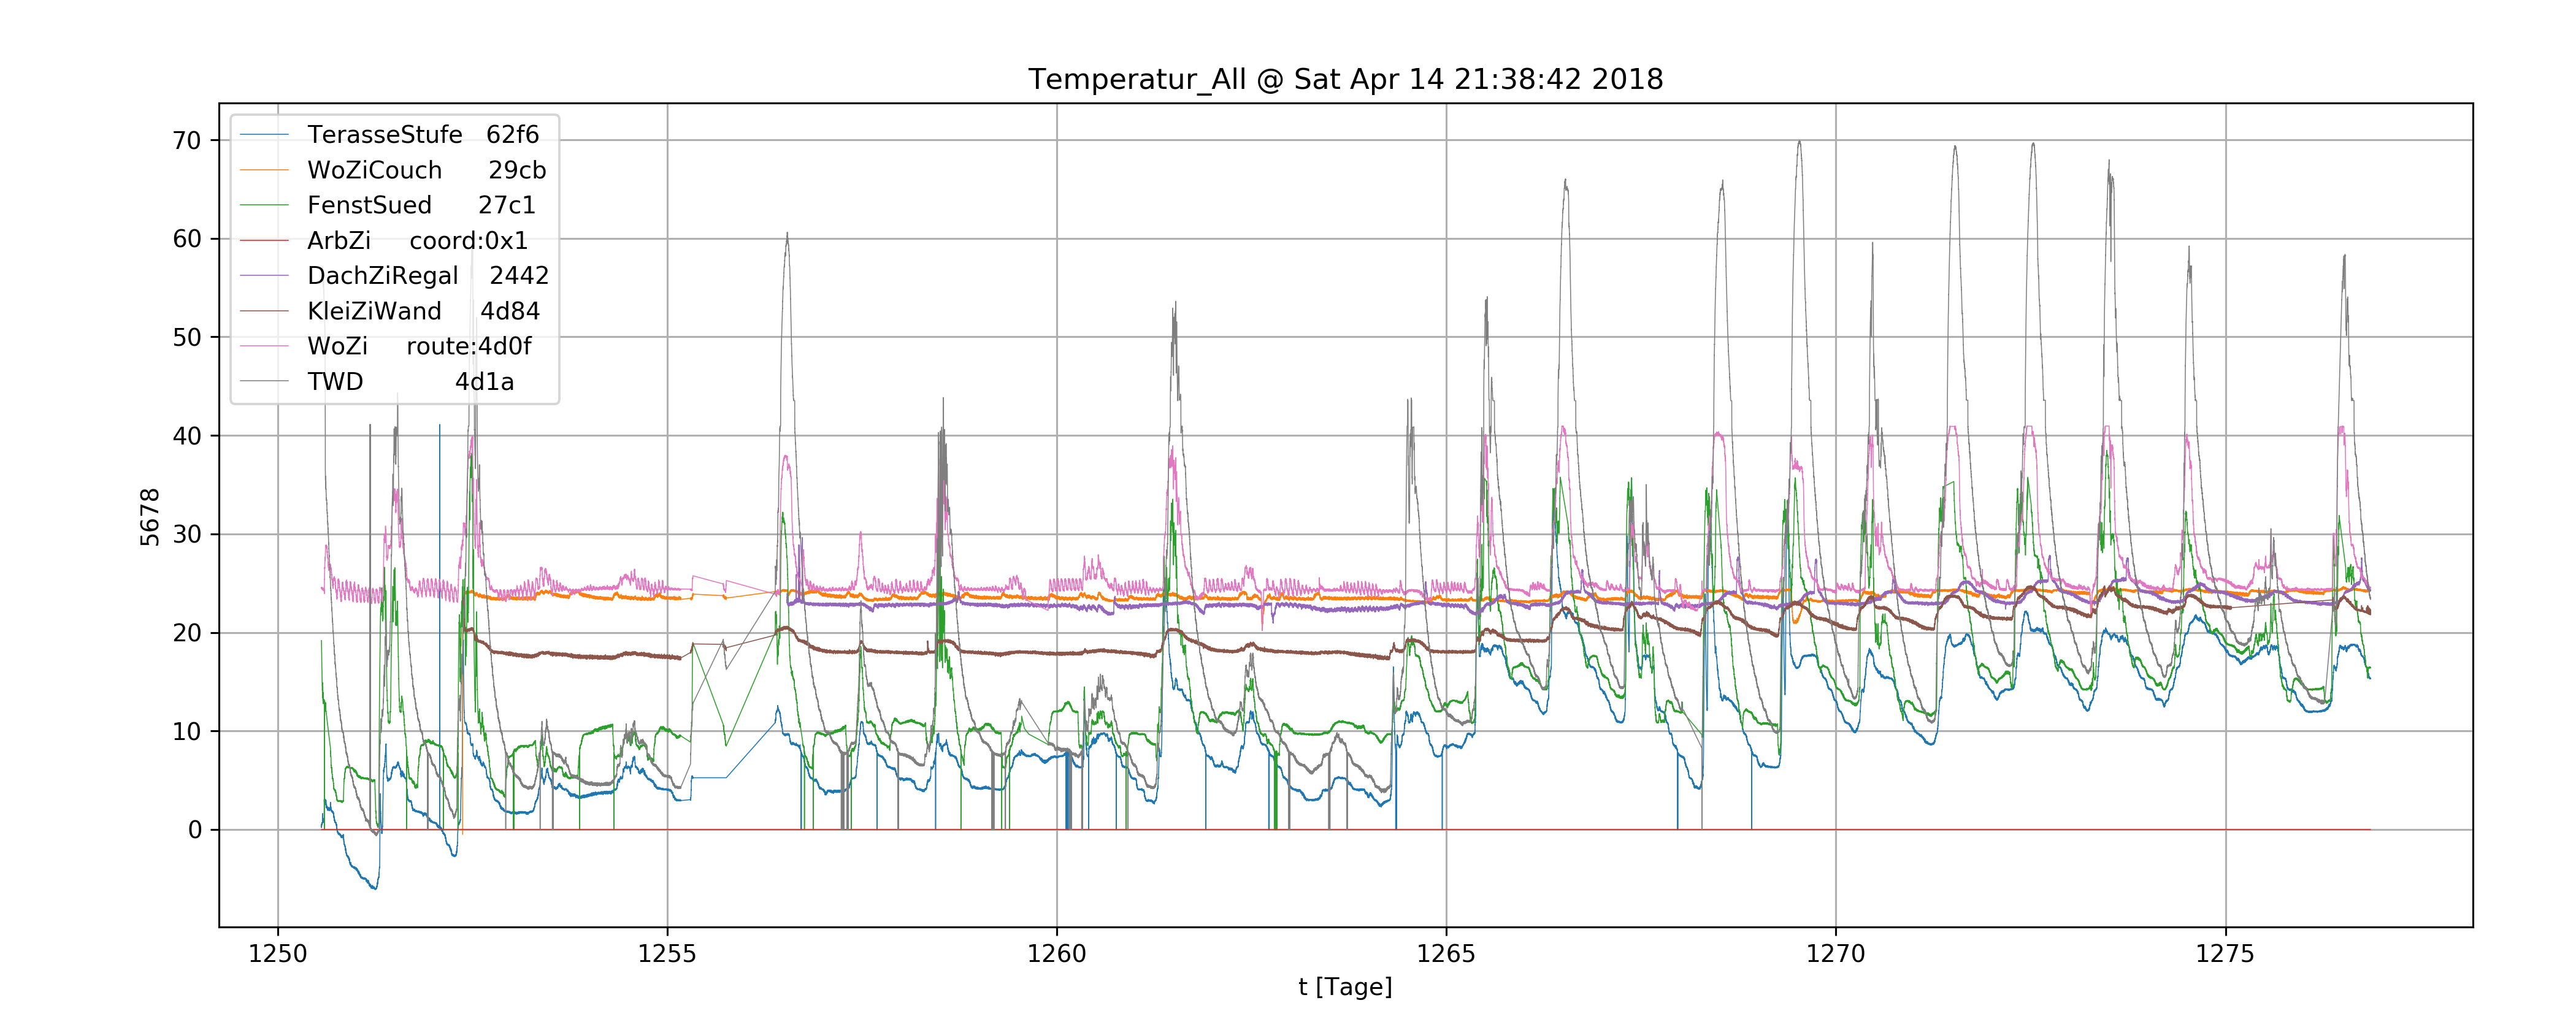 Temperatur_All @ Sat Apr 14 21:38:42 2018
70
60
50
40
30
20
10
0
5678
TerasseStufe 62f6
WoZiCouch 29cb
FenstSued 27c1
ArbZi coord:0x1
DachZiRegal 2442
KleiZiWand 4d84
WoZi route:4d0f
TWD 4d1a
1250 1255 1260 1265 1270 1275
t [Tage]